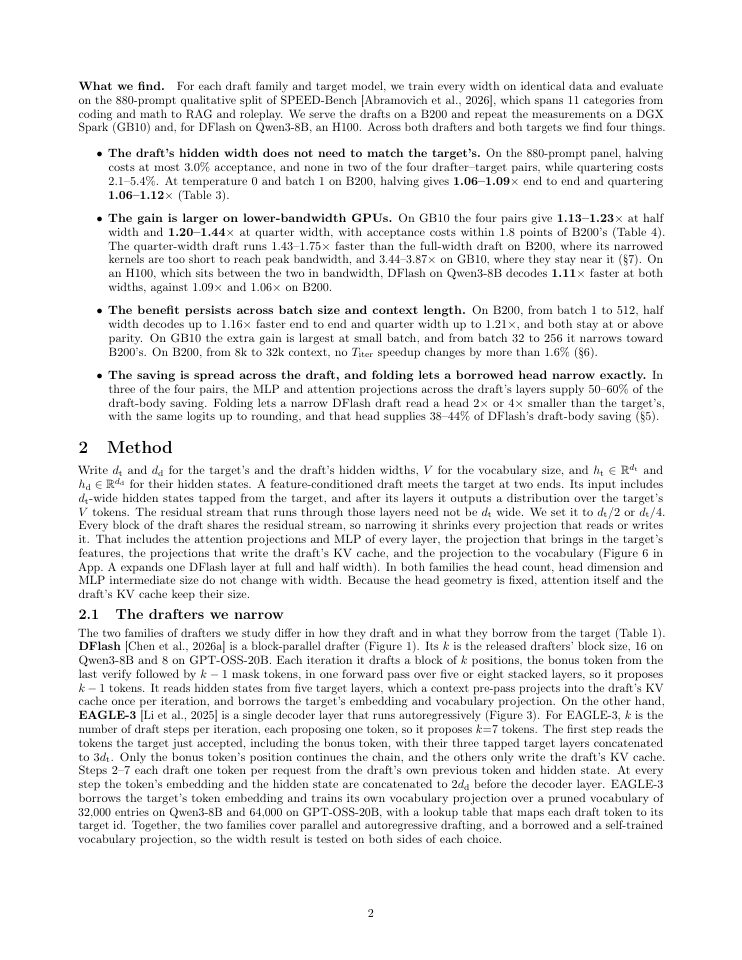 What we find. For each draft family and target model, we train every width on identical data and evaluate
on the 880-prompt qualitative split of SPEED-Bench [Abramovich et al., 2026], which spans 11 categories from
coding and math to RAG and roleplay. We serve the drafts on a B200 and repeat the measurements on a DGX
Spark (GB10) and, for DFlash on Qwen3-8B, an H100. Across both drafters and both targets we find four things.
• The draft's hidden width does not need to match the target's. On the 880-prompt panel, halving
costs at most 3.0% acceptance, and none in two of the four drafter–target pairs, while quartering costs
2.1–5.4%. At temperature 0 and batch 1 on B200, halving gives 1.06–1.09× end to end and quartering
1.06–1.12× (Table 3).
• The gain is larger on lower-bandwidth GPUs. On GB10 the four pairs give 1.13–1.23× at half
width and 1.20–1.44× at quarter width, with acceptance costs within 1.8 points of B200's (Table 4).
The quarter-width draft runs 1.43–1.75× faster than the full-width draft on B200, where its narrowed
kernels are too short to reach peak bandwidth, and 3.44–3.87× on GB10, where they stay near it (§7). On
an H100, which sits between the two in bandwidth, DFlash on Qwen3-8B decodes 1.11× faster at both
widths, against 1.09× and 1.06× on B200.
• The benefit persists across batch size and context length. On B200, from batch 1 to 512, half
width decodes up to 1.16× faster end to end and quarter width up to 1.21×, and both stay at or above
parity. On GB10 the extra gain is largest at small batch, and from batch 32 to 256 it narrows toward
B200's. On B200, from 8k to 32k context, no T_iter speedup changes by more than 1.6% (§6).
• The saving is spread across the draft, and folding lets a borrowed head narrow exactly. In
three of the four pairs, the MLP and attention projections across the draft's layers supply 50–60% of the
draft-body saving. Folding lets a narrow DFlash draft read a head 2× or 4× smaller than the target's,
with the same logits up to rounding, and that head supplies 38–44% of DFlash's draft-body saving (§5).
2 Method
Write d_t and d_d for the target's and the draft's hidden widths, V for the vocabulary size, and h_t ∈ ℝ^{d_t} and
h_d ∈ ℝ^{d_d} for their hidden states. A feature-conditioned draft meets the target at two ends. Its input includes
d_t-wide hidden states tapped from the target, and after its layers it outputs a distribution over the target's
V tokens. The residual stream that runs through those layers need not be d_t wide. We set it to d_t/2 or d_t/4.
Every block of the draft shares the residual stream, so narrowing it shrinks every projection that reads or writes
it. That includes the attention projections and MLP of every layer, the projection that brings in the target's
features, the projections that write the draft's KV cache, and the projection to the vocabulary (Figure 6 in
App. A expands one DFlash layer at full and half width). In both families the head count, head dimension and
MLP intermediate size do not change with width. Because the head geometry is fixed, attention itself and the
draft's KV cache keep their size.
2.1 The drafters we narrow
The two families of drafters we study differ in how they draft and in what they borrow from the target (Table 1).
DFlash [Chen et al., 2026a] is a block-parallel drafter (Figure 1). Its k is the released drafters' block size, 16 on
Qwen3-8B and 8 on GPT-OSS-20B. Each iteration it drafts a block of k positions, the bonus token from the
last verify followed by k − 1 mask tokens, in one forward pass over five or eight stacked layers, so it proposes
k − 1 tokens. It reads hidden states from five target layers, which a context pre-pass projects into the draft's KV
cache once per iteration, and borrows the target's embedding and vocabulary projection. On the other hand,
EAGLE-3 [Li et al., 2025] is a single decoder layer that runs autoregressively (Figure 3). For EAGLE-3, k is the
number of draft steps per iteration, each proposing one token, so it proposes k=7 tokens. The first step reads the
tokens the target just accepted, including the bonus token, with their three tapped target layers concatenated
to 3d_t. Only the bonus token's position continues the chain, and the others only write the draft's KV cache.
Steps 2–7 each draft one token per request from the draft's own previous token and hidden state. At every
step the token's embedding and the hidden state are concatenated to 2d_d before the decoder layer. EAGLE-3
borrows the target's token embedding and trains its own vocabulary projection over a pruned vocabulary of
32,000 entries on Qwen3-8B and 64,000 on GPT-OSS-20B, with a lookup table that maps each draft token to its
target id. Together, the two families cover parallel and autoregressive drafting, and a borrowed and a self-trained
vocabulary projection, so the width result is tested on both sides of each choice.
2